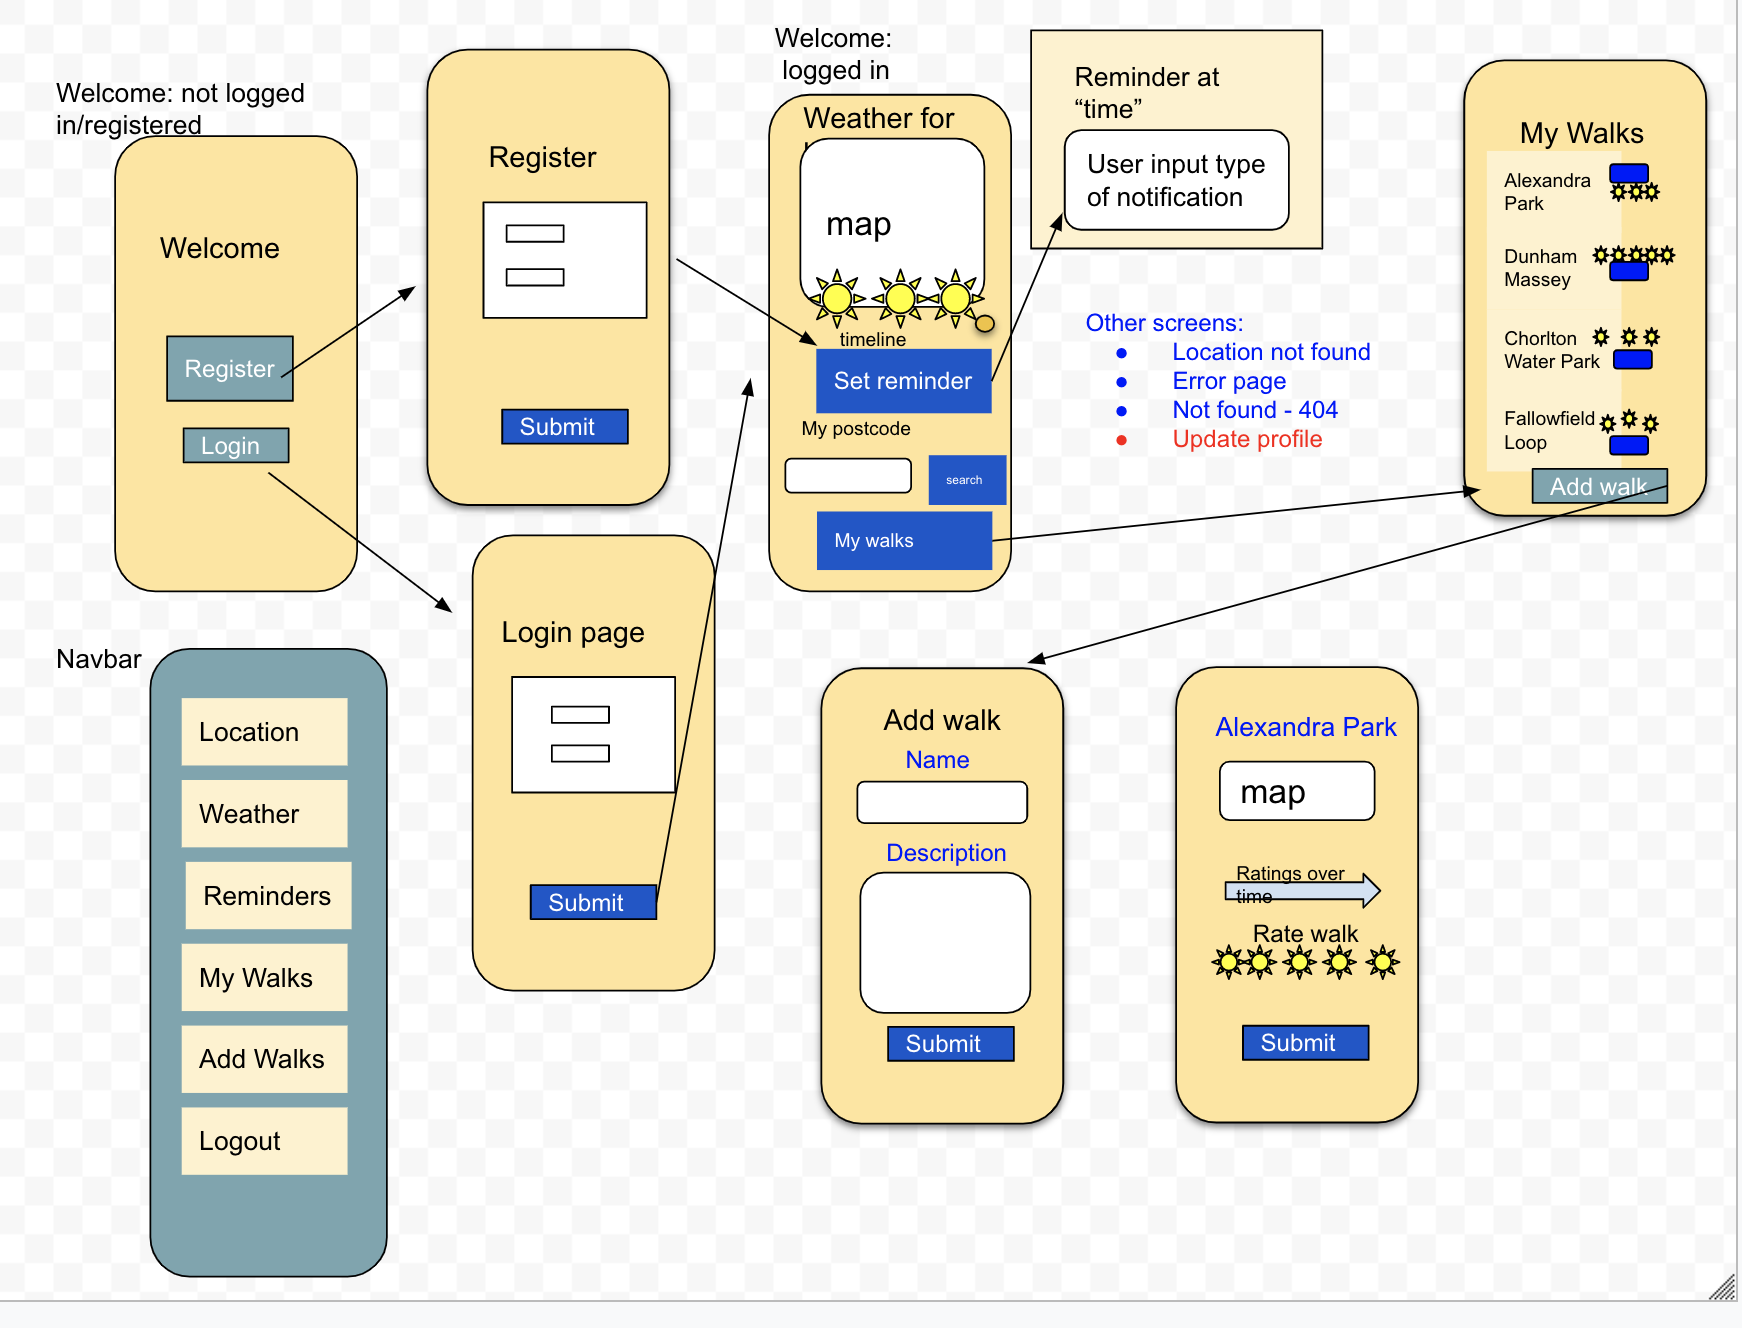 Welcome: not logged
in/registered
Welcome
Register
Login
Register
Submit
Welcome:
logged in
Weather for
map
timeline
Set reminder
My postcode
search
My walks
Reminder at
“time”
User input type
of notification
Other screens:
● Location not found
● Error page
● Not found - 404
● Update profile
My Walks
Alexandra
Park
Dunham
Massey
Chorlton
Water Park
Fallowfield
Loop
Add walk
Navbar
Location
Weather
Reminders
My Walks
Add Walks
Logout
Login page
Submit
Add walk
Name
Description
Submit
Alexandra Park
map
Ratings over
time
Rate walk
Submit